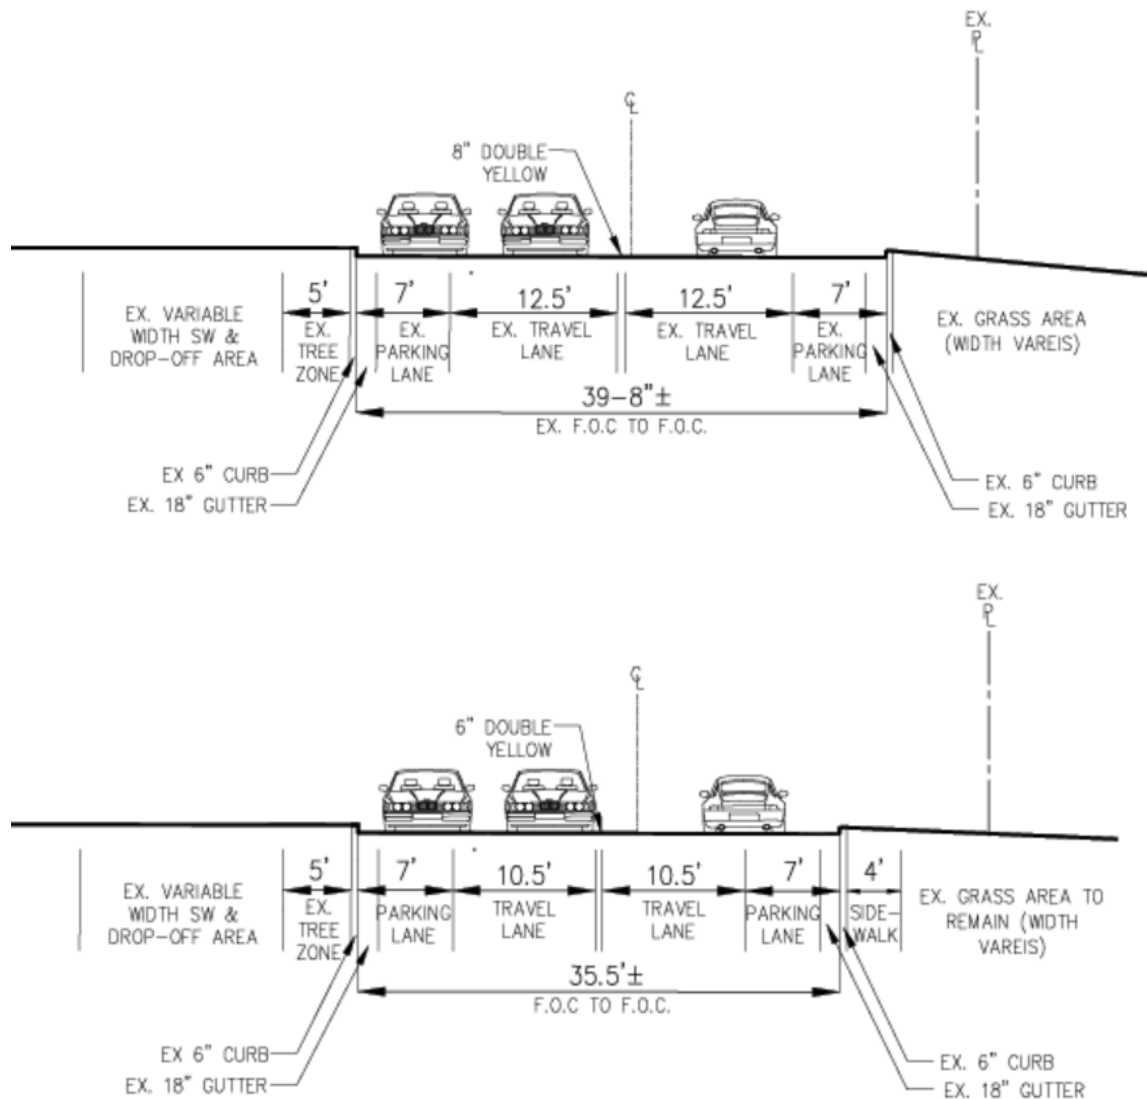 EX.
PL
CL
8" DOUBLE
YELLOW
5'
7'
12.5'
12.5'
7'
EX. VARIABLE
WIDTH SW &
DROP-OFF AREA
EX.
TREE
ZONE
EX.
PARKING
LANE
EX. TRAVEL
LANE
EX. TRAVEL
LANE
EX.
PARKING
LANE
EX. GRASS AREA
(WIDTH VAREIS)
39-8"±
EX. F.O.C TO F.O.C.
EX 6" CURB
EX. 18" GUTTER
EX. 6" CURB
EX. 18" GUTTER
EX.
PL
CL
6" DOUBLE
YELLOW
5'
7'
10.5'
10.5'
7'
4'
EX. VARIABLE
WIDTH SW &
DROP-OFF AREA
EX.
TREE
ZONE
PARKING
LANE
TRAVEL
LANE
TRAVEL
LANE
PARKING
LANE
SIDE-
WALK
EX. GRASS AREA TO
REMAIN (WIDTH
VAREIS)
35.5'±
F.O.C TO F.O.C.
EX 6" CURB
EX. 18" GUTTER
EX. 6" CURB
EX. 18" GUTTER